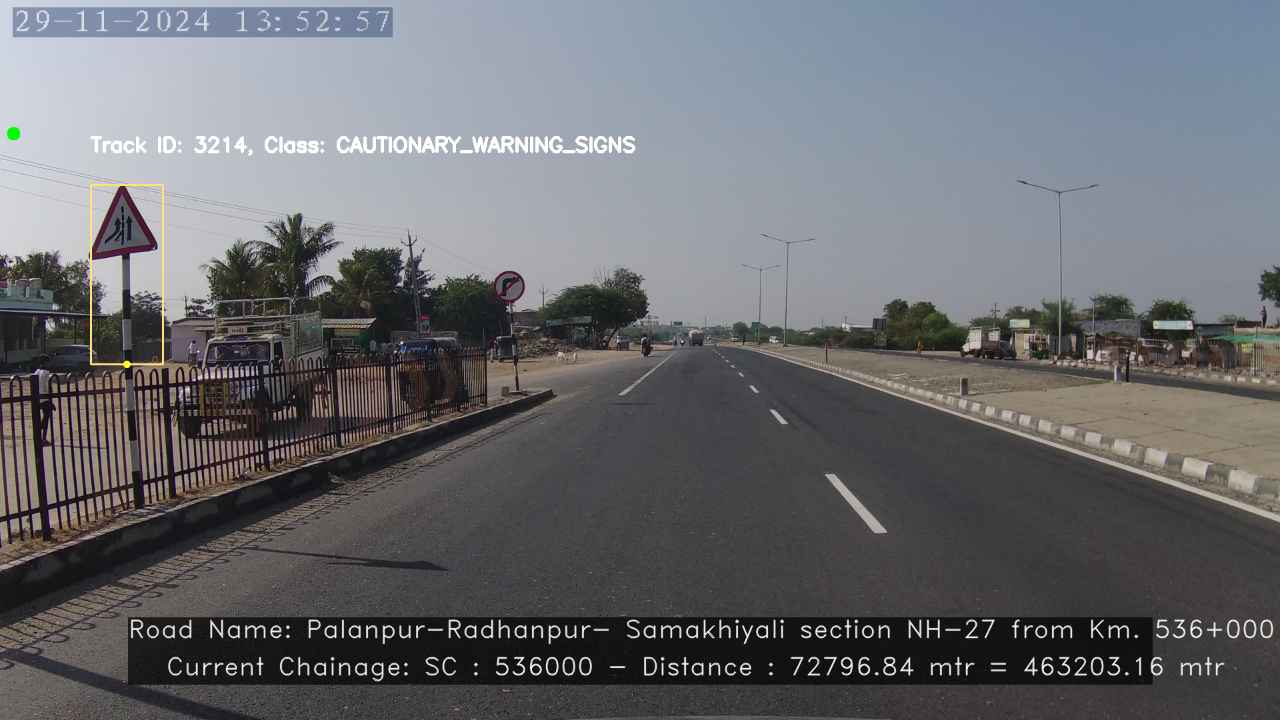 29-11-2024 13:52:57
Track ID: 3214, Class: CAUTIONARY_WARNING_SIGNS
Road Name: Palanpur-Radhanpur- Samakhiyali section NH-27 from Km. 536+000
Current Chainage: SC : 536000 - Distance : 72796.84 mtr = 463203.16 mtr